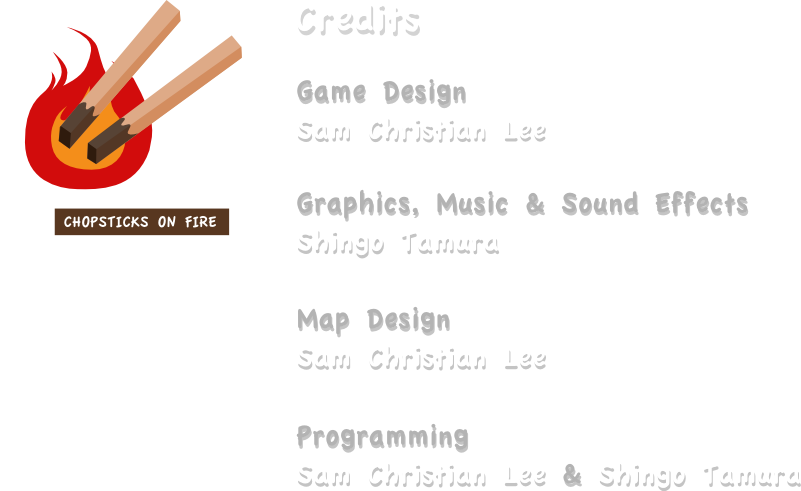 Credits
Game Design
Sam Christian Lee
Graphics, Music & Sound Effects
Shingo Tamura
CHOPSTICKS ON FIRE
Map Design
Sam Christian Lee
Programming
Sam Christian Lee & Shingo Tamura